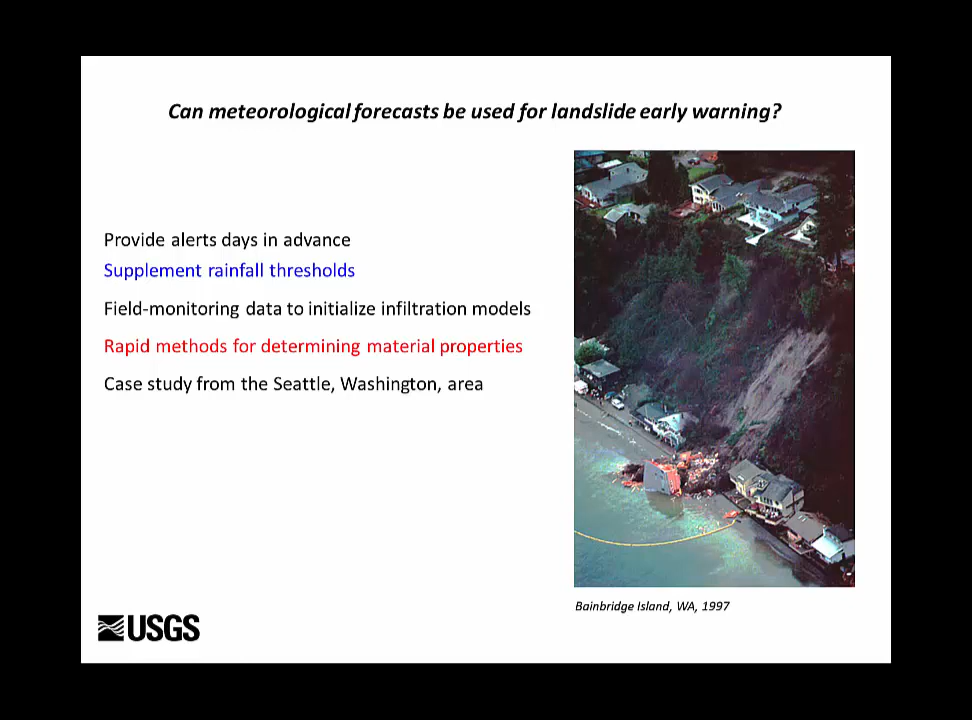 Can meteorological forecasts be used for landslide early warning?
Provide alerts days in advance
Supplement rainfall thresholds
Field-monitoring data to initialize infiltration models
Rapid methods for determining material properties
Case study from the Seattle, Washington, area
Bainbridge Island, WA, 1997
USGS